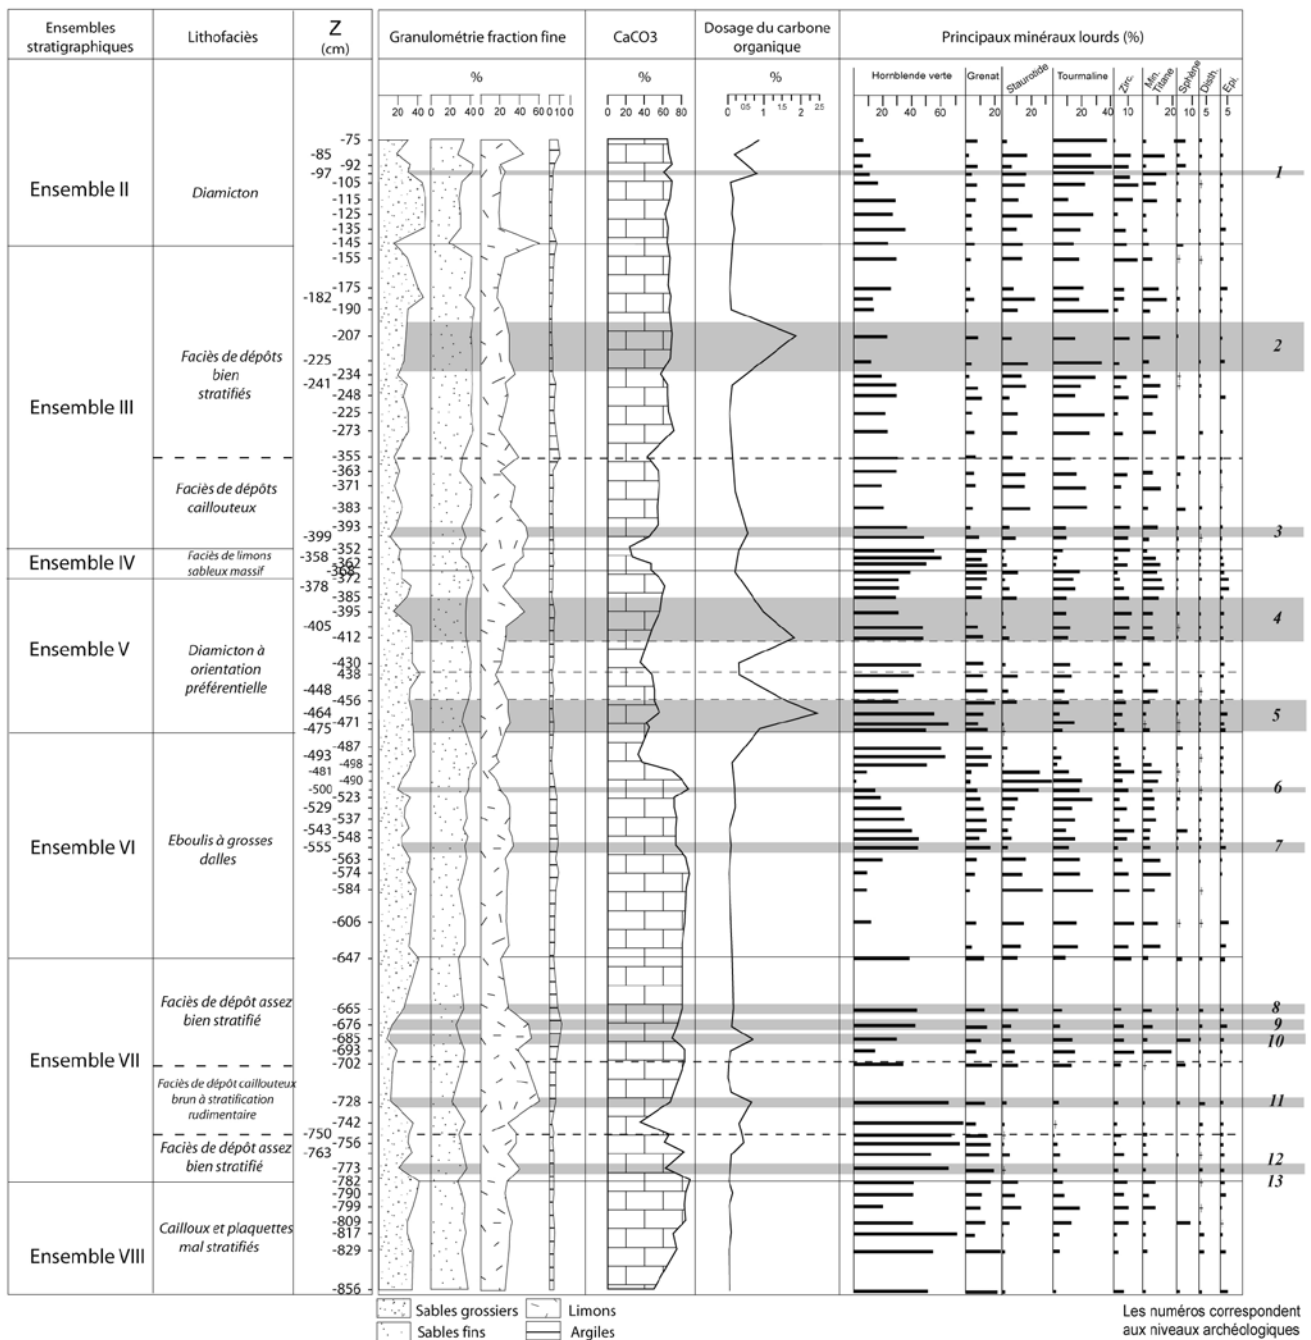 Ensembles
stratigraphiques
Lithofaciès
Z
(cm)
Granulométrie fraction fine
CaCO3
Dosage du carbone
organique
Principaux minéraux lourds (%)
%
%
%
20 40
20 40
20 40 60
0 20 40 60 80
0 0.5 1 1.5 2 2.5
Hornblende verte
20 40 60
Grenat
20
Staurotide
20
Tourmaline
20 40
Zirc.
10
Min.
Titane
20
Sphène
10
Disth.
5
Epi.
5
Ensemble II
Diamicton
-75
-85
-92
-97
-105
-115
-125
-135
-145
1
Ensemble III
Faciès de dépôts
bien
stratifiés
-155
-175
-182
-190
-207
-225
-234
-241
-248
-225
-273
2
Faciès de dépôts
caillouteux
-355
-363
-371
-383
-393
-399
3
Ensemble IV
Faciès de limons
sableux massif
-352
-358
-362
-368
Ensemble V
Diamicton à
orientation
préférentielle
-372
-378
-385
-395
-405
-412
-430
-438
-448
-456
-464
-471
-475
4
5
Ensemble VI
Eboulis à grosses
dalles
-487
-493
-498
-481
-490
-500
-523
-529
-537
-543
-548
-555
-563
-574
-584
-606
-647
6
7
Ensemble VII
Faciès de dépôt assez
bien stratifié
-665
-676
-685
-693
-702
8
9
10
Faciès de dépôt caillouteux
brun à stratification
rudimentaire
-728
-742
11
Faciès de dépôt assez
bien stratifié
-750
-756
-763
-773
-782
12
13
Ensemble VIII
Cailloux et plaquettes
mal stratifiés
-790
-799
-809
-817
-829
-856
Sables grossiers
Limons
Sables fins
Argiles
Les numéros correspondent
aux niveaux archéologiques